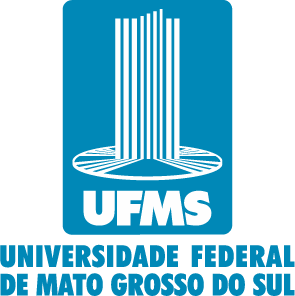 UFMS
UNIVERSIDADE FEDERAL
DE MATO GROSSO DO SUL